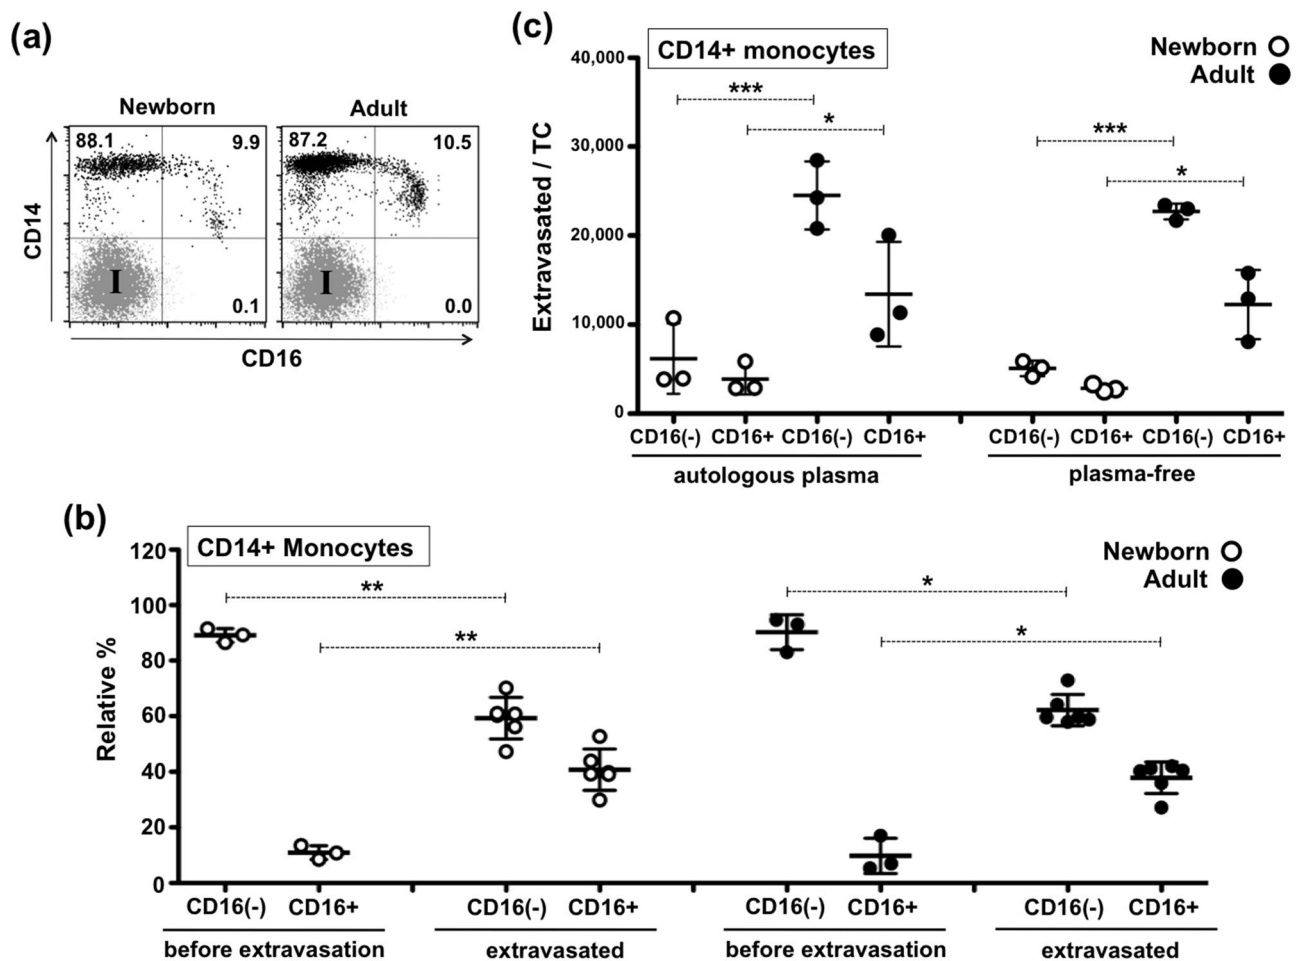 (a)
Newborn
Adult
88.1
9.9
87.2
10.5
CD14
I
I
0.1
0.0
CD16
(c)
CD14+ monocytes
Newborn
Adult
40,000
30,000
20,000
10,000
0
Extravasated / TC
***
*
***
*
CD16(-) CD16+ CD16(-) CD16+
CD16(-) CD16+ CD16(-) CD16+
autologous plasma
plasma-free
(b)
CD14+ Monocytes
Newborn
Adult
120
100
80
60
40
20
0
Relative %
**
**
*
*
CD16(-) CD16+
CD16(-) CD16+
CD16(-) CD16+
CD16(-) CD16+
before extravasation
extravasated
before extravasation
extravasated